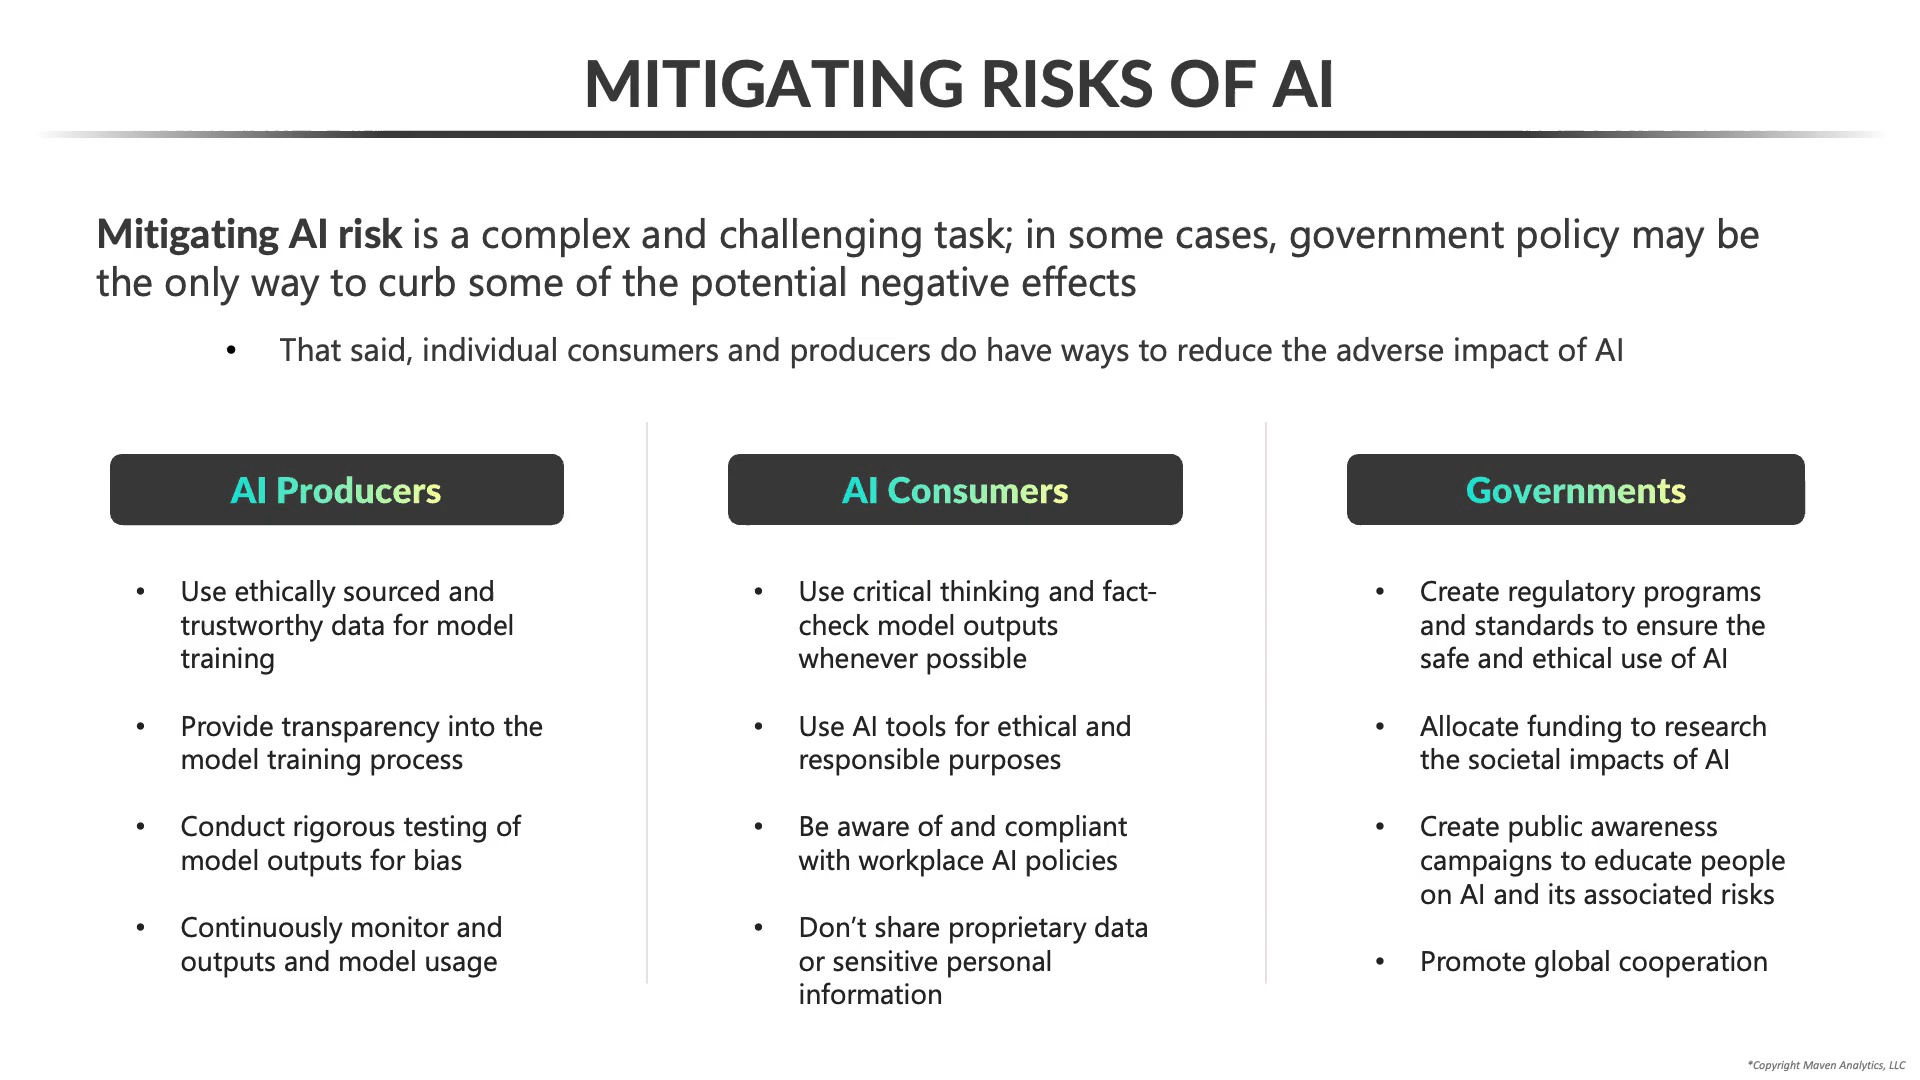 MITIGATING RISKS OF AI
Mitigating AI risk is a complex and challenging task; in some cases, government policy may be
the only way to curb some of the potential negative effects
• That said, individual consumers and producers do have ways to reduce the adverse impact of AI
AI Producers
• Use ethically sourced and
trustworthy data for model
training
• Provide transparency into the
model training process
• Conduct rigorous testing of
model outputs for bias
• Continuously monitor and
outputs and model usage
AI Consumers
• Use critical thinking and fact-
check model outputs
whenever possible
• Use AI tools for ethical and
responsible purposes
• Be aware of and compliant
with workplace AI policies
• Don’t share proprietary data
or sensitive personal
information
Governments
• Create regulatory programs
and standards to ensure the
safe and ethical use of AI
• Allocate funding to research
the societal impacts of AI
• Create public awareness
campaigns to educate people
on AI and its associated risks
• Promote global cooperation
*Copyright Maven Analytics, LLC